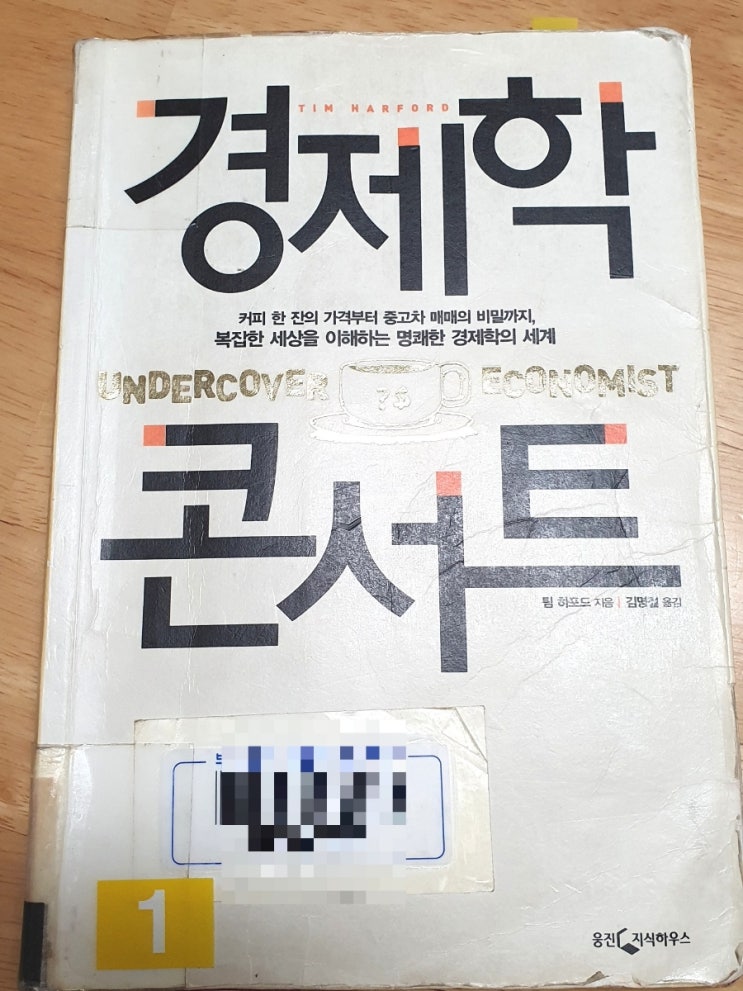 TIM HARFORD
경제학
커피 한 잔의 가격부터 중고차 매매의 비밀까지,
복잡한 세상을 이해하는 명쾌한 경제학의 세계
UNDERCOVER ECONOMIST
콘서트
팀 하포드 지음 | 김명철 옮김
1
웅진 지식하우스